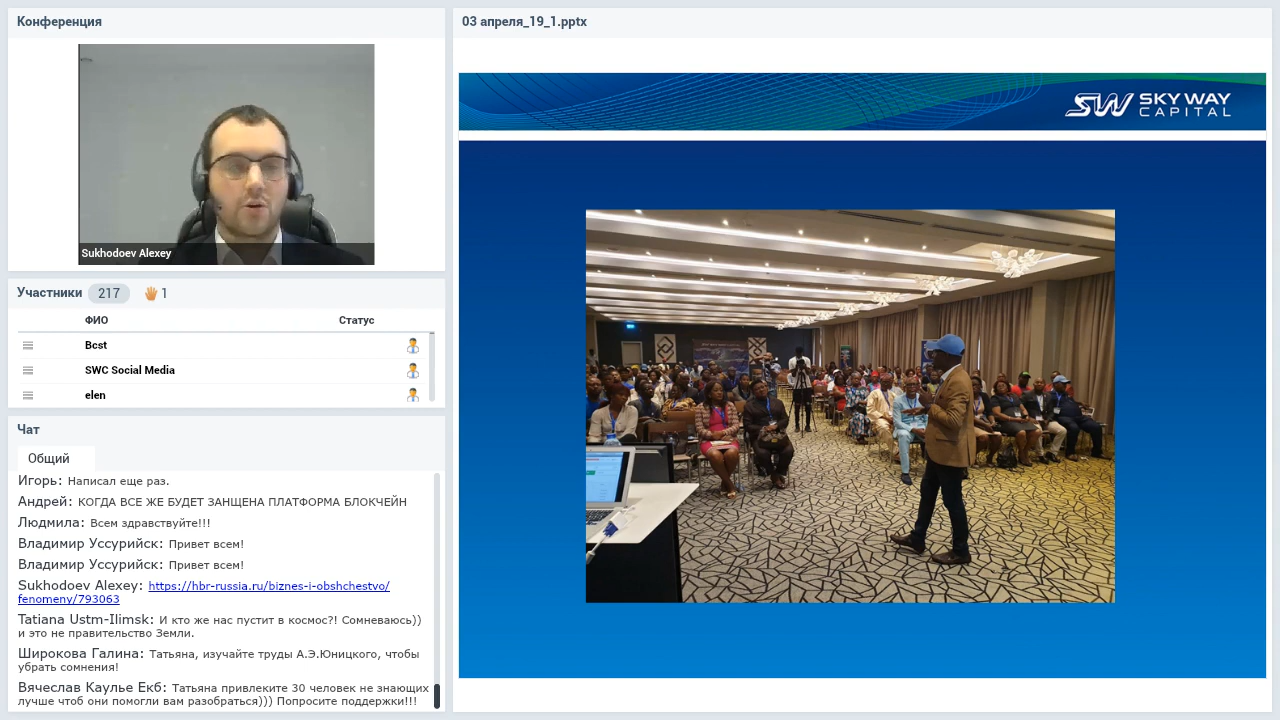 Конференция
Sukhodoev Alexey
Участники 217 1
ФИО Статус
Bcst
SWC Social Media
elen
Чат
Общий
Игорь: Написал еще раз.
Андрей: КОГДА ВСЕ ЖЕ БУДЕТ ЗАНЩЕНА ПЛАТФОРМА БЛОКЧЕЙН
Людмила: Всем здравствуйте!!!
Владимир Уссурийск: Привет всем!
Владимир Уссурийск: Привет всем!
Sukhodoev Alexey: https://hbr-russia.ru/biznes-i-obshchestvo/
fenomeny/793063
Tatiana Ustm-Ilimsk: И кто же нас пустит в космос?! Сомневаюсь))
и это не правительство Земли.
Широкова Галина: Татьяна, изучайте труды А.Э.Юницкого, чтобы
убрать сомнения!
Вячеслав Каулье Екб: Татьяна привлеките 30 человек не знающих
лучше чтоб они помогли вам разобраться))) Попросите поддержки!!!
03 апреля_19_1.pptx
SW SKY WAY
CAPITAL